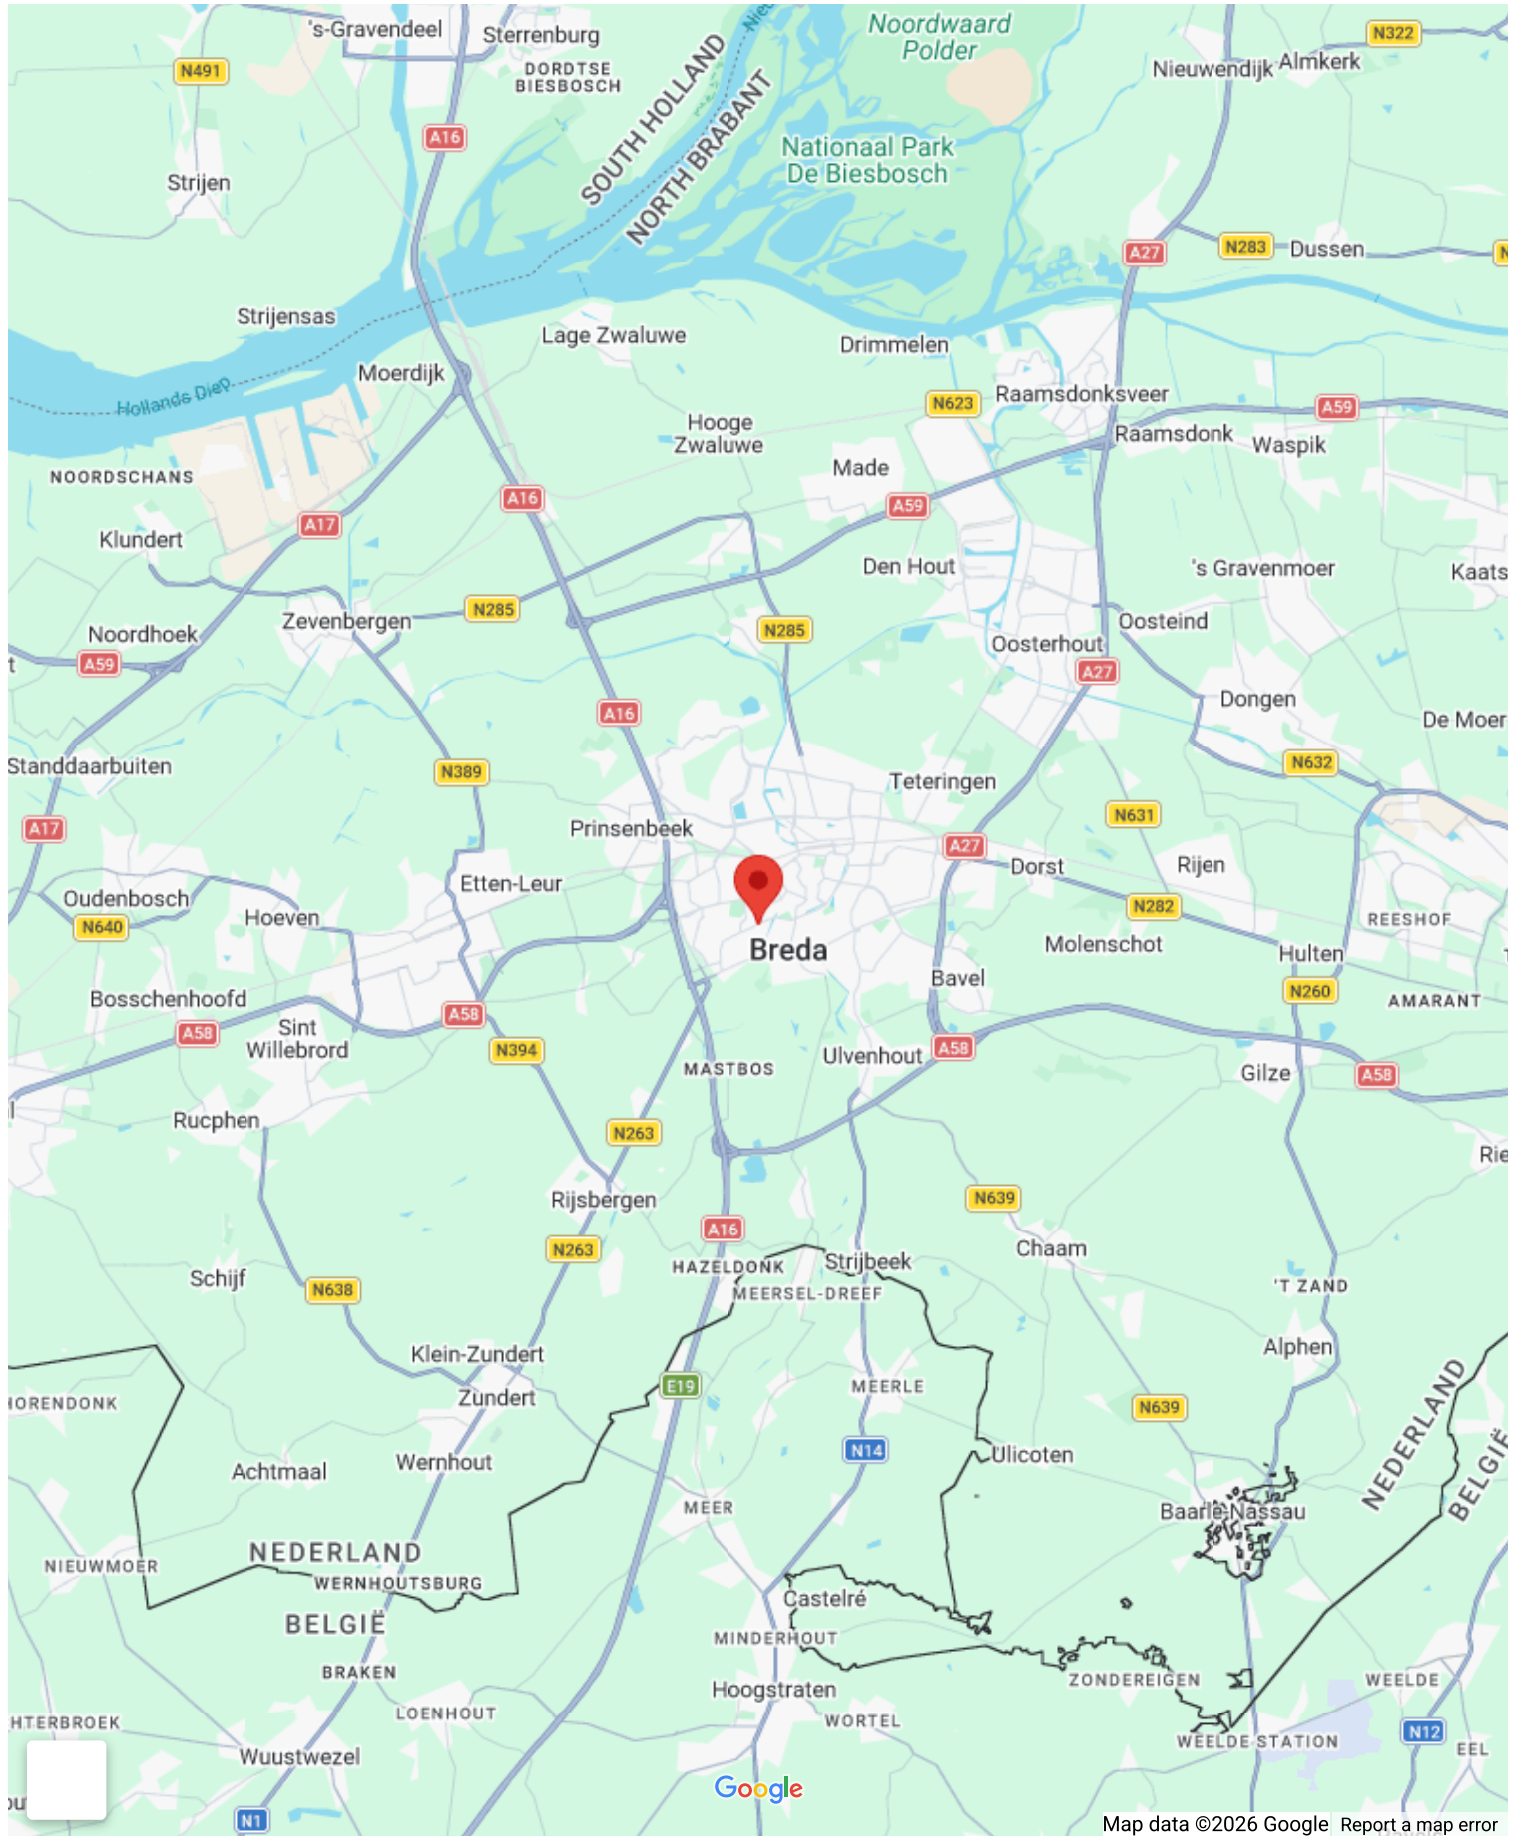 's-Gravendeel
Sterrenburg
Noordwaard
Polder
N322
Nieuwendijk
Almkerk
N491
DORDTSE
BIESBOSCH
SOUTH HOLLAND
NORTH BRABANT
A16
Nationaal Park
De Biesbosch
Strijen
A27
N283
Dussen
Strijensas
Lage Zwaluwe
Drimmelen
Moerdijk
Hollands Diep
N623
Raamsdonksveer
A59
Hooge
Zwaluwe
Raamsdonk
Waspik
Made
NOORDSCHANS
A16
A59
A17
Klundert
Den Hout
's Gravenmoer
Kaats
N285
Zevenbergen
Noordhoek
N285
Oosteind
Oosterhout
A59
A27
Dongen
A16
De Moer
Standdaarbuiten
N389
Teteringen
N632
A17
Prinsenbeek
N631
A27
Dorst
Rijen
Etten-Leur
Oudenbosch
N640
Hoeven
N282
REESHOF
Breda
Molenschot
Hulten
Bavel
N260
Bosschenhoofd
AMARANT
A58
A58
Sint
Willebrord
N394
Ulvenhout
A58
MASTBOS
Gilze
A58
Rucphen
N263
Rie
Rijsbergen
N639
A16
N263
Chaam
HAZELDONK
Strijbeek
Schijf
N638
MEERSEL-DREEF
'T ZAND
Klein-Zundert
Alphen
E19
MEERLE
Zundert
HORENDONK
N639
NEDERLAND
BELGIË
N14
Ulicoten
Wernhout
Achtmaal
MEER
Baarle-Nassau
NEDERLAND
NIEUWMOER
WERNHOUTSBURG
BELGIË
Castelré
MINDERHOUT
BRAKEN
ZONDEREIGEN
WEELDE
Hoogstraten
LOENHOUT
WORTEL
HTERBROEK
N12
WEELDE-STATION
EEL
Wuustwezel
Google
N1
Map data ©2026 Google
Report a map error